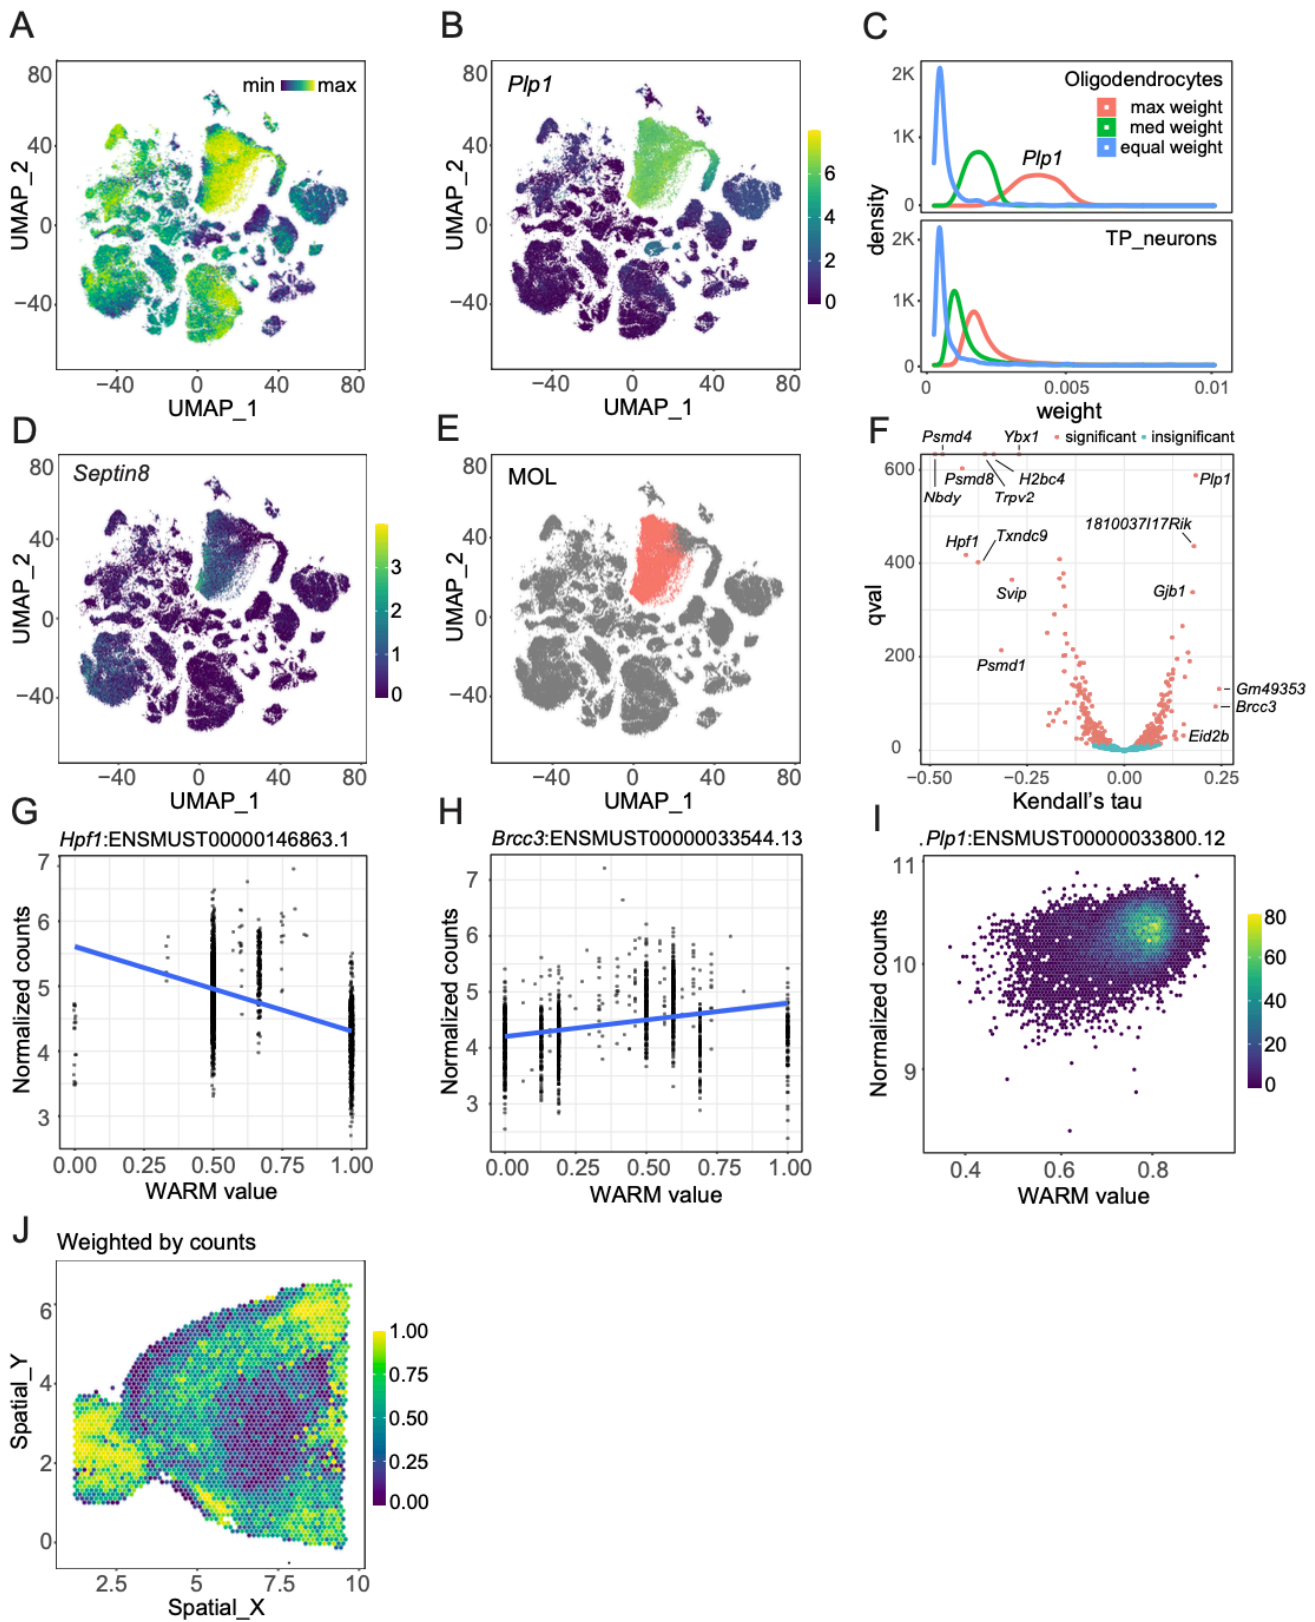 A
80
40
0
−40
UMAP_2
min max
−40 0 40 80
UMAP_1
B
80
40
0
−40
UMAP_2
Plp1
6
4
2
0
−40 0 40 80
UMAP_1
C
2K
1K
0
density
Oligodendrocytes
max weight
med weight
equal weight
Plp1
2K
1K
0
TP_neurons
0 0.005 0.01
weight
D
80
40
0
−40
UMAP_2
Septin8
3
2
1
0
−40 0 40 80
UMAP_1
E
80
40
0
−40
UMAP_2
MOL
−40 0 40 80
UMAP_1
F
significant insignificant
Psmd4 Ybx1
Psmd8 H2bc4
Nbdy Trpv2
Plp1
1810037I17Rik
Hpf1 Txndc9
Svip Gjb1
Psmd1
Gm49353
Brcc3
Eid2b
600
400
200
0
qval
−0.50 −0.25 0.00 0.25
Kendall's tau
G
Hpf1:ENSMUST00000146863.1
7
6
5
4
3
Normalized counts
0.00 0.25 0.50 0.75 1.00
WARM value
H
Brcc3:ENSMUST00000033544.13
7
6
5
4
3
Normalized counts
0.00 0.25 0.50 0.75 1.00
WARM value
I
.Plp1:ENSMUST00000033800.12
11
10
9
Normalized counts
80
60
40
20
0
0.4 0.6 0.8
WARM value
J
Weighted by counts
6
4
2
0
Spatial_Y
1.00
0.75
0.50
0.25
0.00
2.5 5 7.5 10
Spatial_X